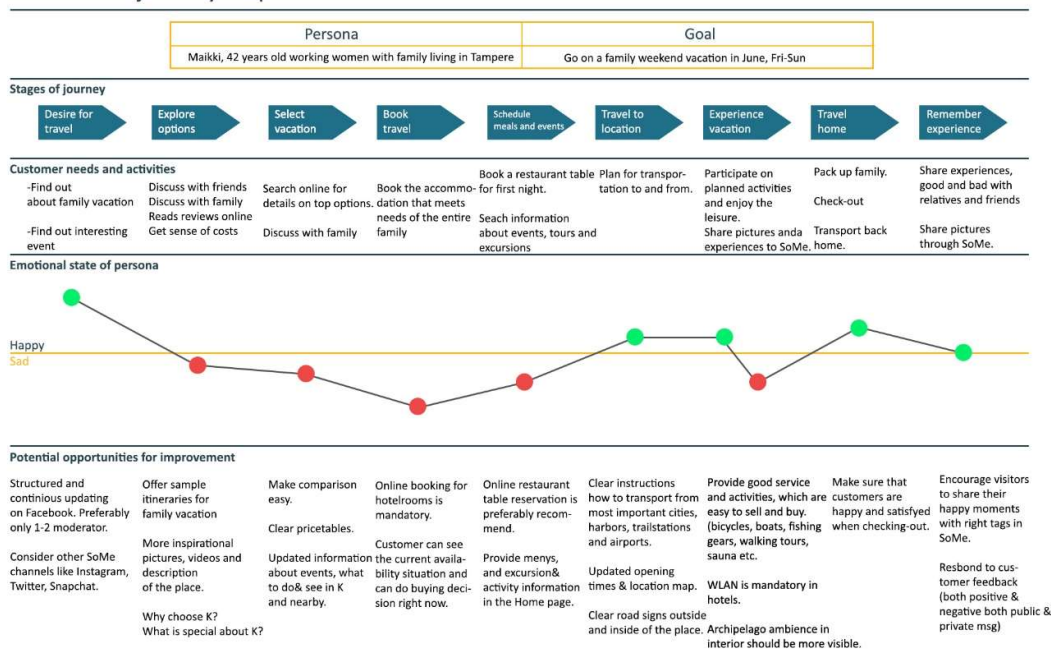 Persona
Goal
Maikki, 42 years old working women with family living in Tampere
Go on a family weekend vacation in June, Fri-Sun
Stages of journey
Desire for
travel
Explore
options
Select
vacation
Book
travel
Schedule
meals and events
Travel to
location
Experience
vacation
Travel
home
Remember
experience
Customer needs and activities
-Find out
about family vacation
-Find out interesting
event
Discuss with friends
Discuss with family
Reads reviews online
Get sense of costs
Search online for
details on top options.
Discuss with family
Book the accommo-
dation that meets
needs of the entire
family
Book a restaurant table
for first night.
Seach information
about events, tours and
excursions
Plan for transpor-
tation to and from.
Participate on
planned activities
and enjoy the
leisure.
Share pictures anda
experiences to SoMe.
Pack up family.
Check-out
Transport back
home.
Share experiences,
good and bad with
relatives and friends
Share pictures
through SoMe.
Emotional state of persona
Happy
Sad
Potential opportunities for improvement
Structured and
continious updating
on Facebook. Preferably
only 1-2 moderator.
Consider other SoMe
channels like Instagram,
Twitter, Snapchat.
Offer sample
itineraries for
family vacation
More inspirational
pictures, videos and
description
of the place.
Why choose K?
What is special about K?
Make comparison
easy.
Clear pricetables.
Updated information
about events, what
to do& see in K
and nearby.
Online booking for
hotelrooms is
mandatory.
Customer can see
the current availa-
bility situation and
can do buying deci-
sion right now.
Online restaurant
table reservation is
preferably recom-
mend.
Provide menys,
and excursion&
activity information
in the Home page.
Clear instructions
how to transport from
most important cities,
harbors, trailstations
and airports.
Updated opening
times & location map.
Clear road signs outside
and inside of the place.
Provide good service
and activities, which are
easy to sell and buy.
(bicycles, boats, fishing
gears, walking tours,
sauna etc.
WLAN is mandatory in
hotels.
Archipelago ambience in
interior should be more visible.
Make sure that
customers are
happy and satisfyed
when checking-out.
Encourage visitors
to share their
happy moments
with right tags in
SoMe.
Resbond to cus-
tomer feedback
(both positive &
negative both public &
private msg)